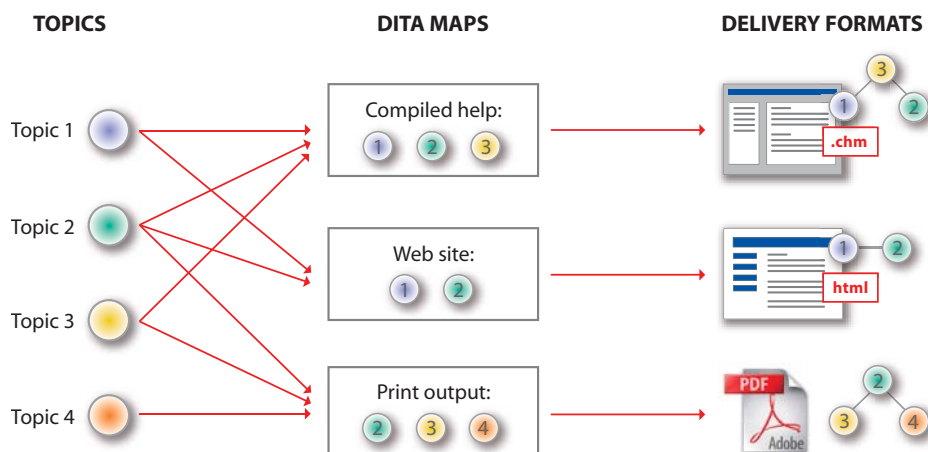 TOPICS
DITA MAPS
DELIVERY FORMATS
Topic 1
Topic 2
Topic 3
Topic 4
Compiled help:
1 2 3
Web site:
1 2
Print output:
2 3 4
3
1 2
.chm
1 2
html
PDF
Adobe
2
3 4